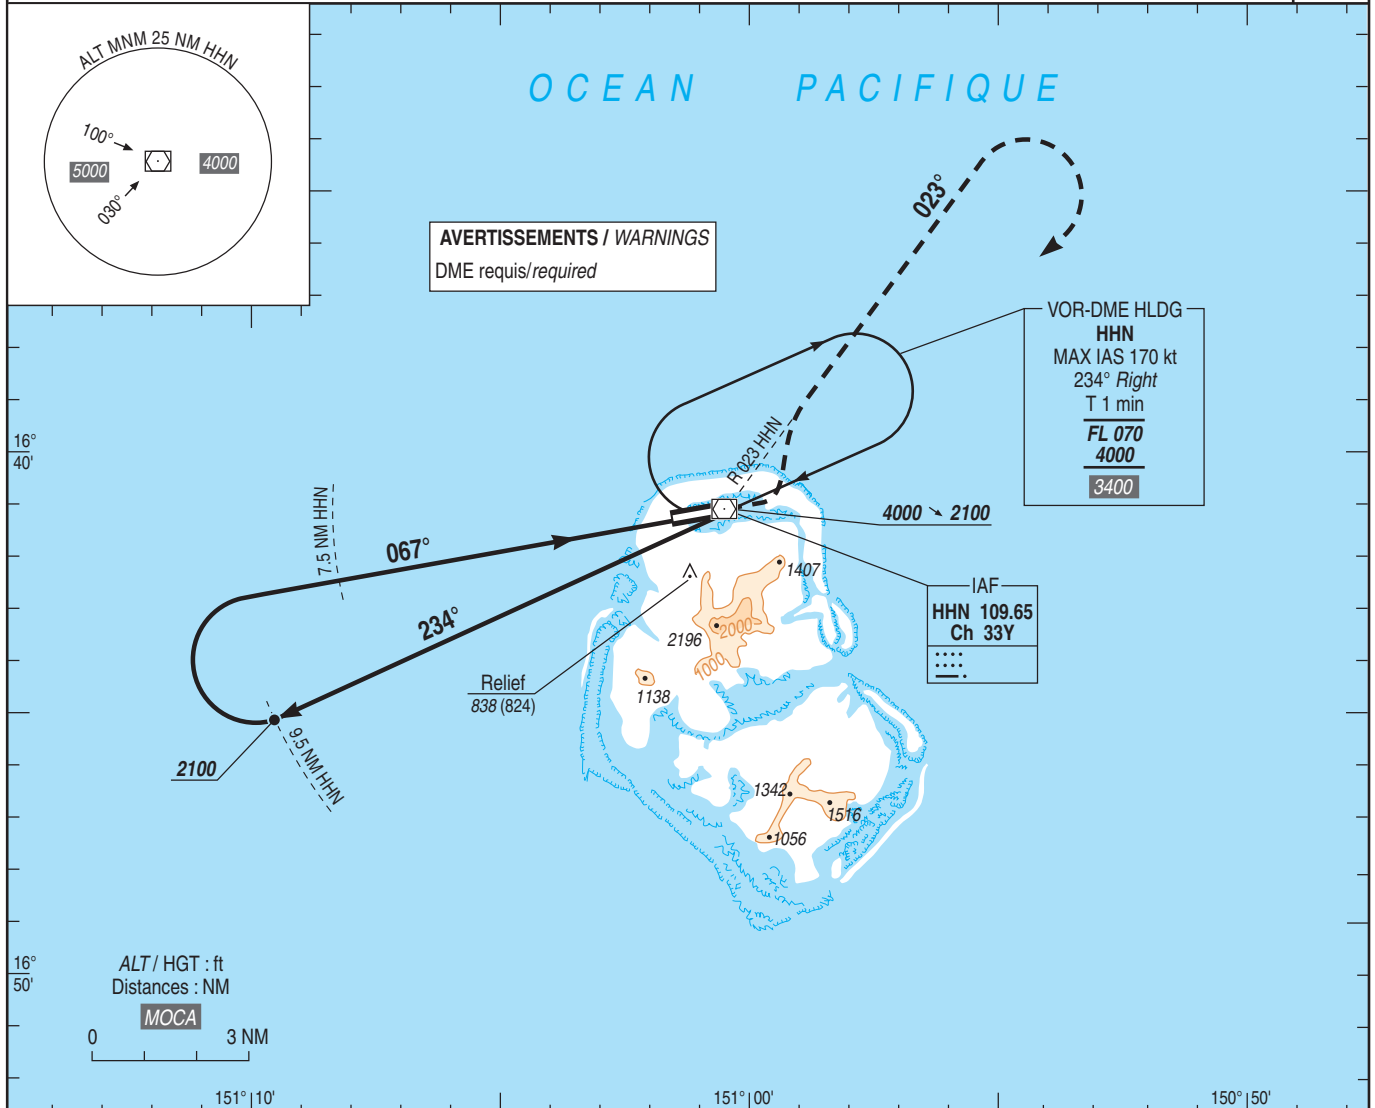 ALT MNM 25 NM HHN
100°
5000
4000
030°
OCEAN PACIFIQUE
023°
AVERTISSEMENTS / WARNINGS
DME requis/required
VOR-DME HLDG
HHN
MAX IAS 170 kt
234° Right
T 1 min
FL 070
4000
3400
16°
40'
R 023 HHN
7.5 NM HHN
067°
4000 ➘ 2100
234°
1407
IAF
HHN 109.65
Ch 33Y
2196
2000
1000
Relief
838 (824)
1138
9.5 NM HHN
2100
1342
1516
1056
16°
50'
ALT / HGT : ft
Distances : NM
MOCA
0 3 NM
151° 10'
151° 00'
150° 50'